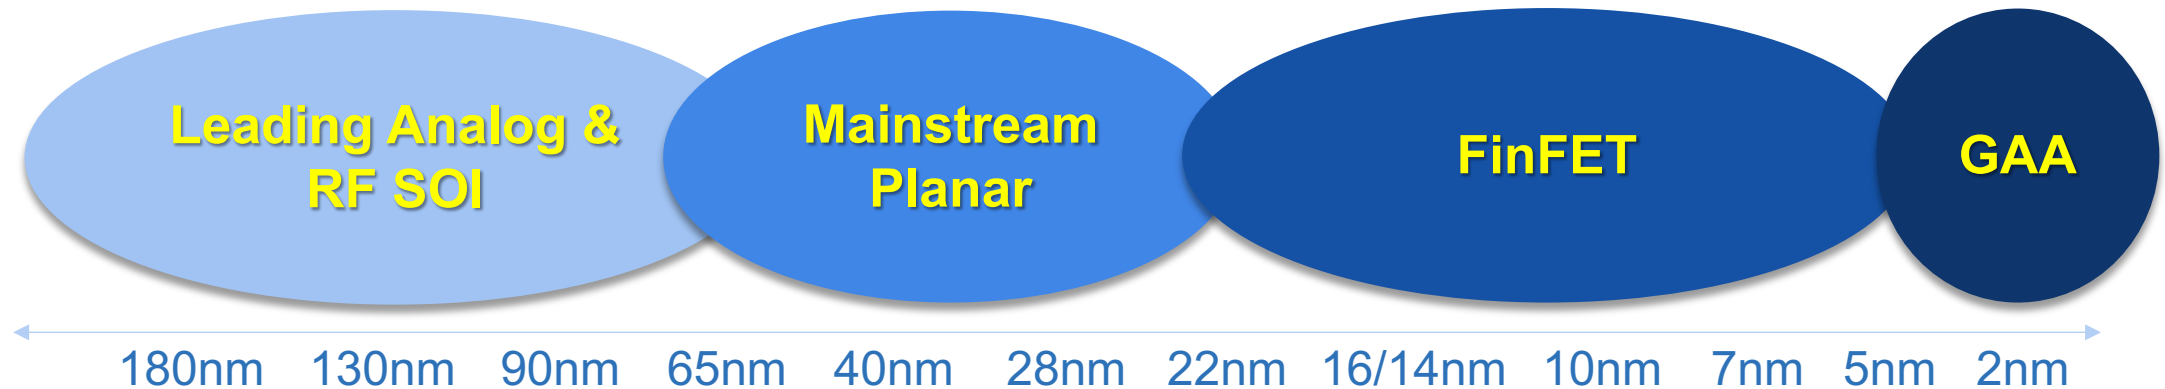 Leading Analog &
RF SOI
Mainstream
Planar
FinFET
GAA
180nm 130nm 90nm 65nm 40nm 28nm 22nm 16/14nm 10nm 7nm 5nm 2nm